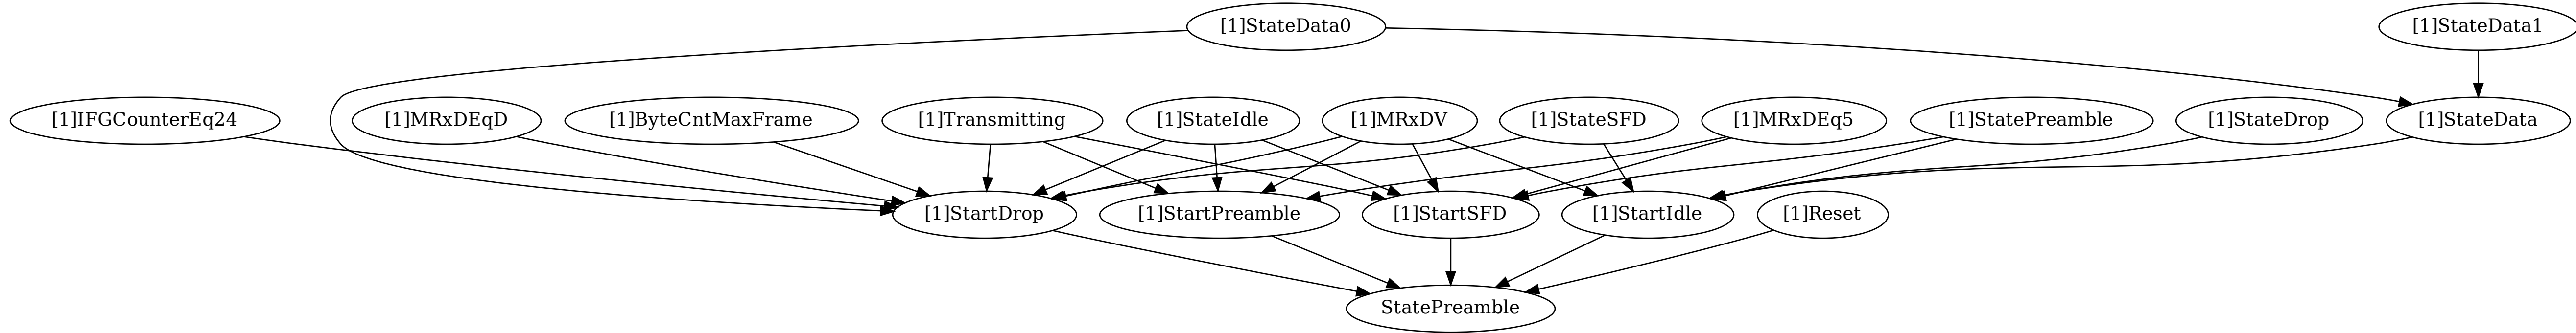 [1]StateData0
[1]StateData1
[1]IFGCounterEq24
[1]MRxDEqD
[1]ByteCntMaxFrame
[1]Transmitting
[1]StateIdle
[1]MRxDV
[1]StateSFD
[1]MRxDEq5
[1]StatePreamble
[1]StateDrop
[1]StateData
[1]StartDrop
[1]StartPreamble
[1]StartSFD
[1]StartIdle
[1]Reset
StatePreamble